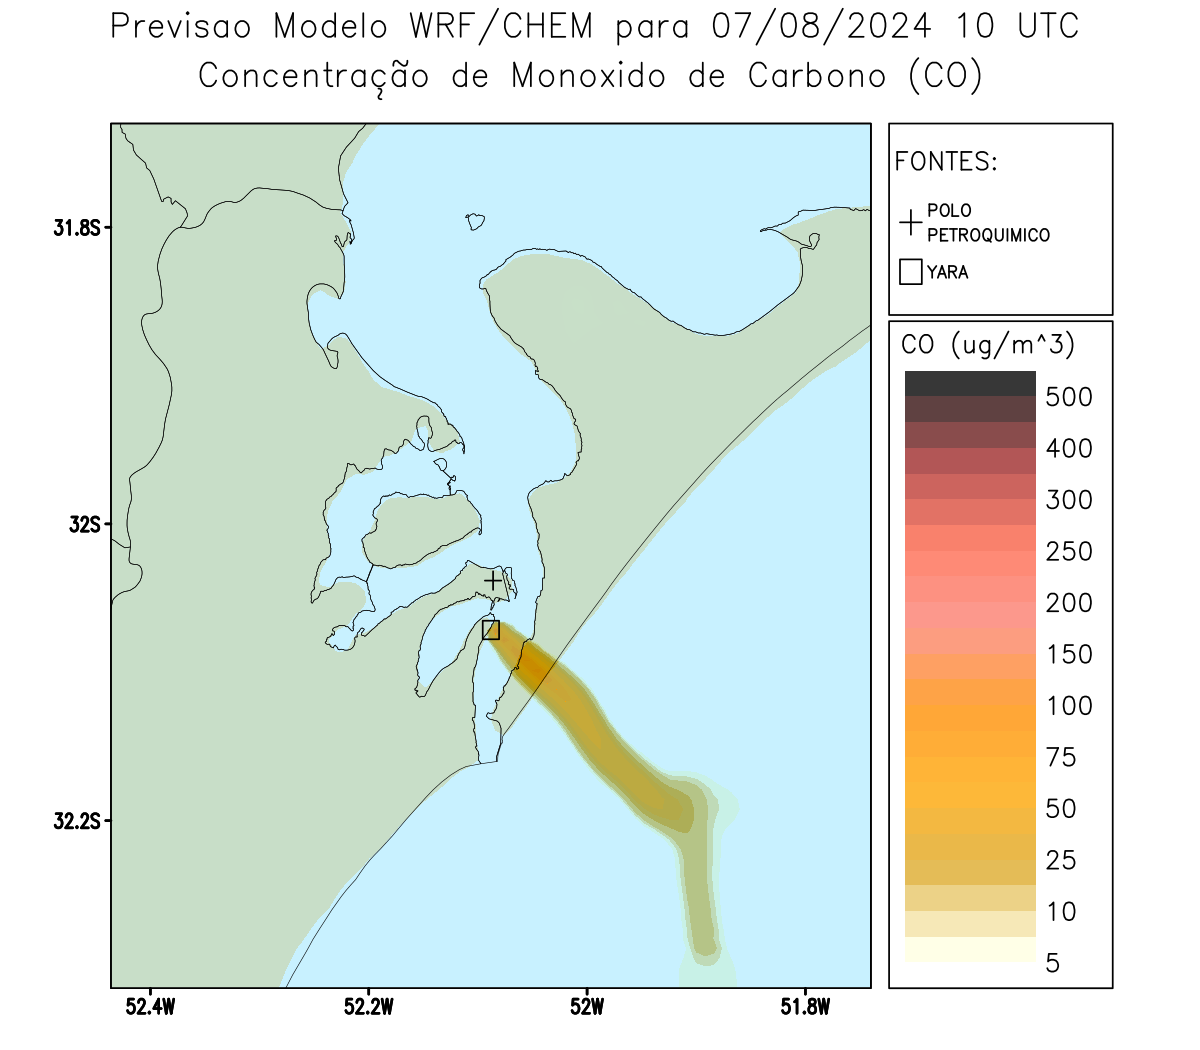 Previsao Modelo WRF/CHEM para 07/08/2024 10 UTC
Concentração de Monoxido de Carbono (CO)
FONTES:
POLO
PETROQUIMICO
YARA
CO (ug/m^3)
500
400
300
250
200
150
100
75
50
25
10
5
31.8S
32S
32.2S
52.4W
52.2W
52W
51.8W